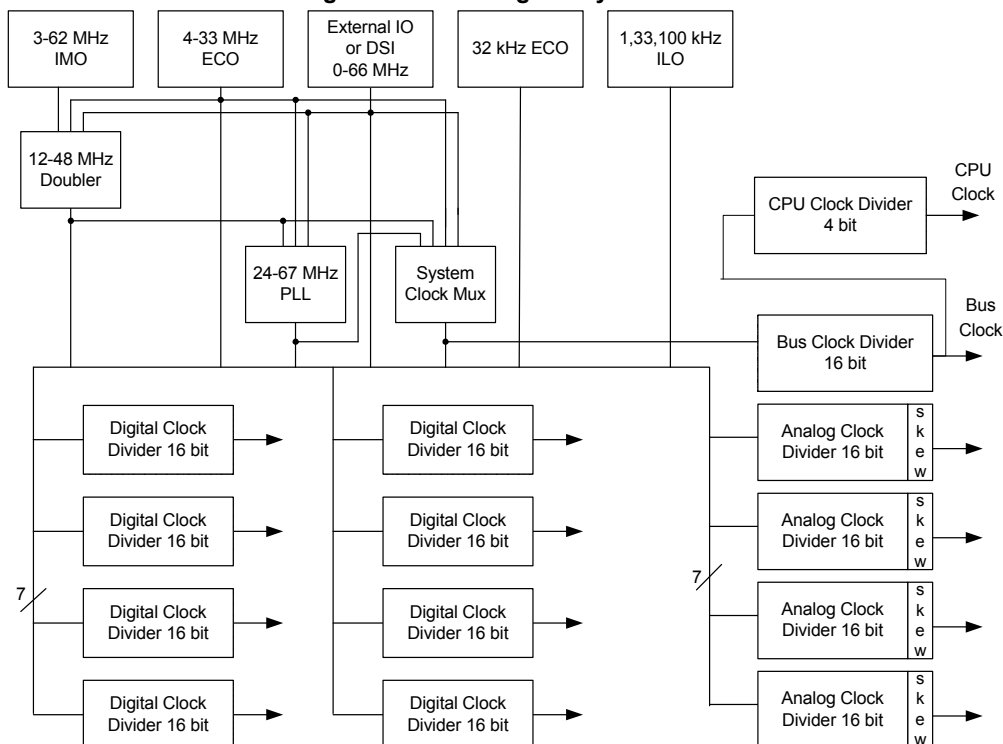 3-62 MHz
IMO
4-33 MHz
ECO
External IO
or DSI
0-66 MHz
32 kHz ECO
1,33,100 kHz
ILO
12-48 MHz
Doubler
24-67 MHz
PLL
System
Clock Mux
CPU Clock Divider
4 bit
CPU
Clock
Bus Clock Divider
16 bit
Bus
Clock
Digital Clock
Divider 16 bit
Digital Clock
Divider 16 bit
Analog Clock
Divider 16 bit
skew
Digital Clock
Divider 16 bit
Digital Clock
Divider 16 bit
Analog Clock
Divider 16 bit
skew
7
7
Digital Clock
Divider 16 bit
Digital Clock
Divider 16 bit
Analog Clock
Divider 16 bit
skew
Digital Clock
Divider 16 bit
Digital Clock
Divider 16 bit
Analog Clock
Divider 16 bit
skew